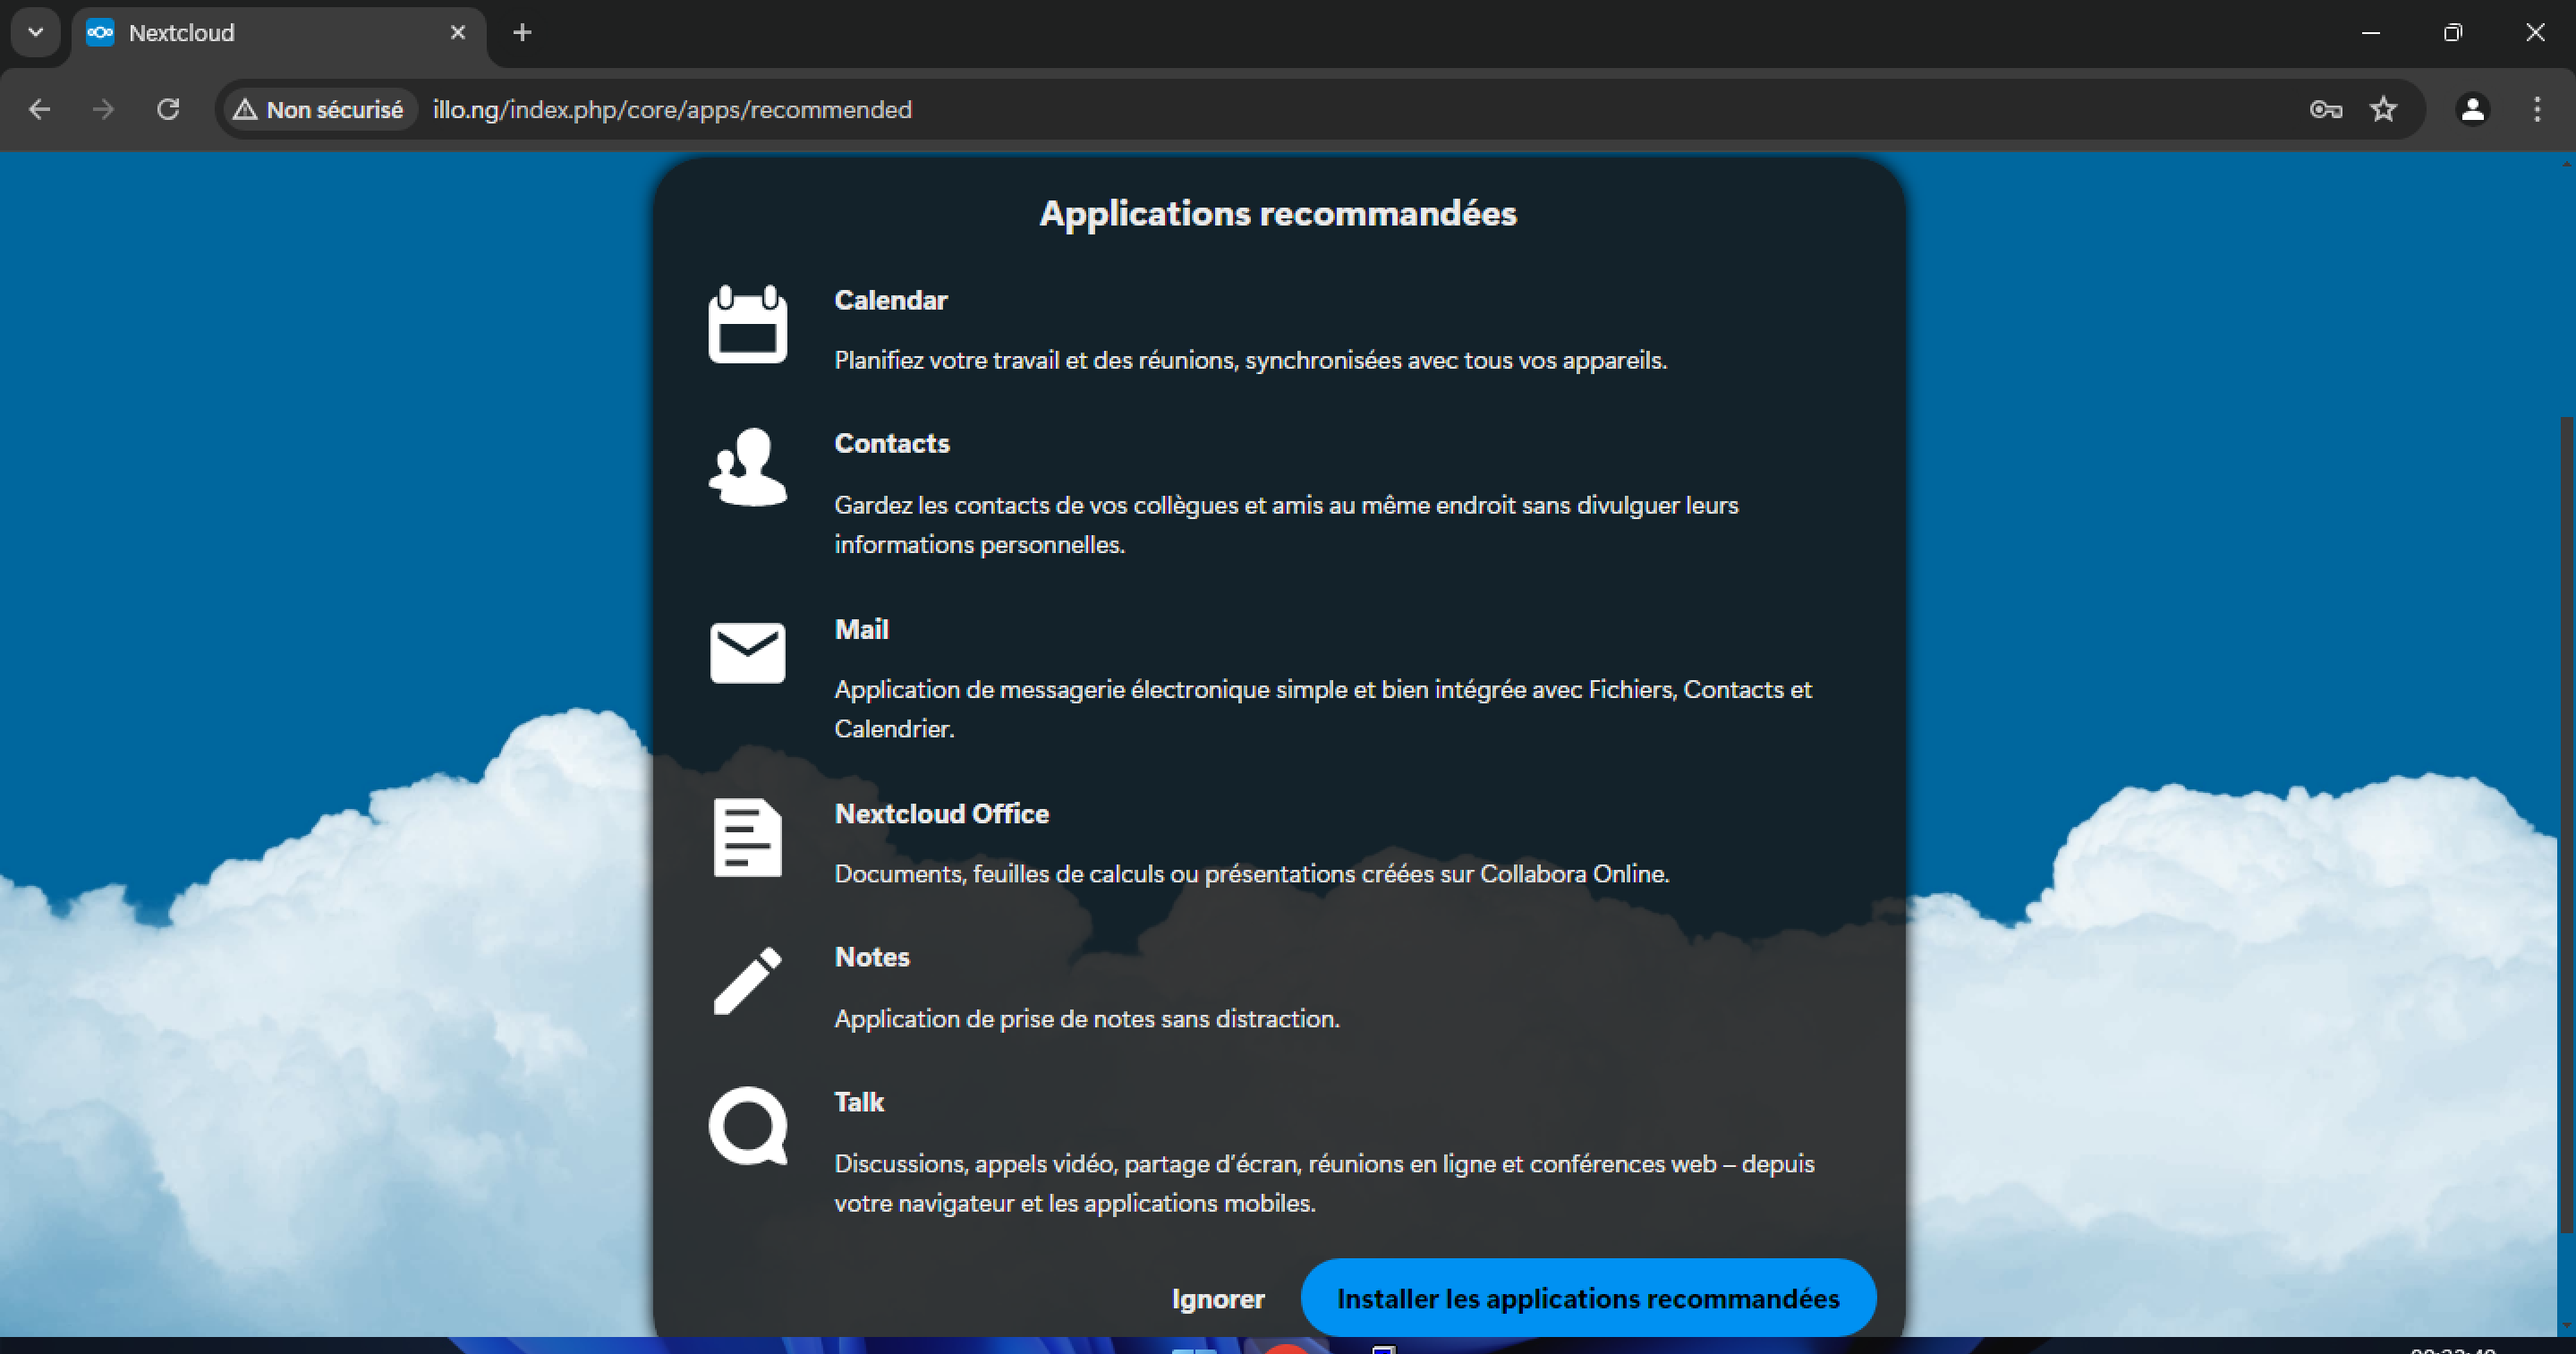 Nextcloud
Non sécurisé illo.ng/index.php/core/apps/recommended
Applications recommandées
Calendar
Planifiez votre travail et des réunions, synchronisées avec tous vos appareils.
Contacts
Gardez les contacts de vos collègues et amis au même endroit sans divulguer leurs
informations personnelles.
Mail
Application de messagerie électronique simple et bien intégrée avec Fichiers, Contacts et
Calendrier.
Nextcloud Office
Documents, feuilles de calculs ou présentations créées sur Collabora Online.
Notes
Application de prise de notes sans distraction.
Talk
Discussions, appels vidéo, partage d'écran, réunions en ligne et conférences web – depuis
votre navigateur et les applications mobiles.
Ignorer Installer les applications recommandées